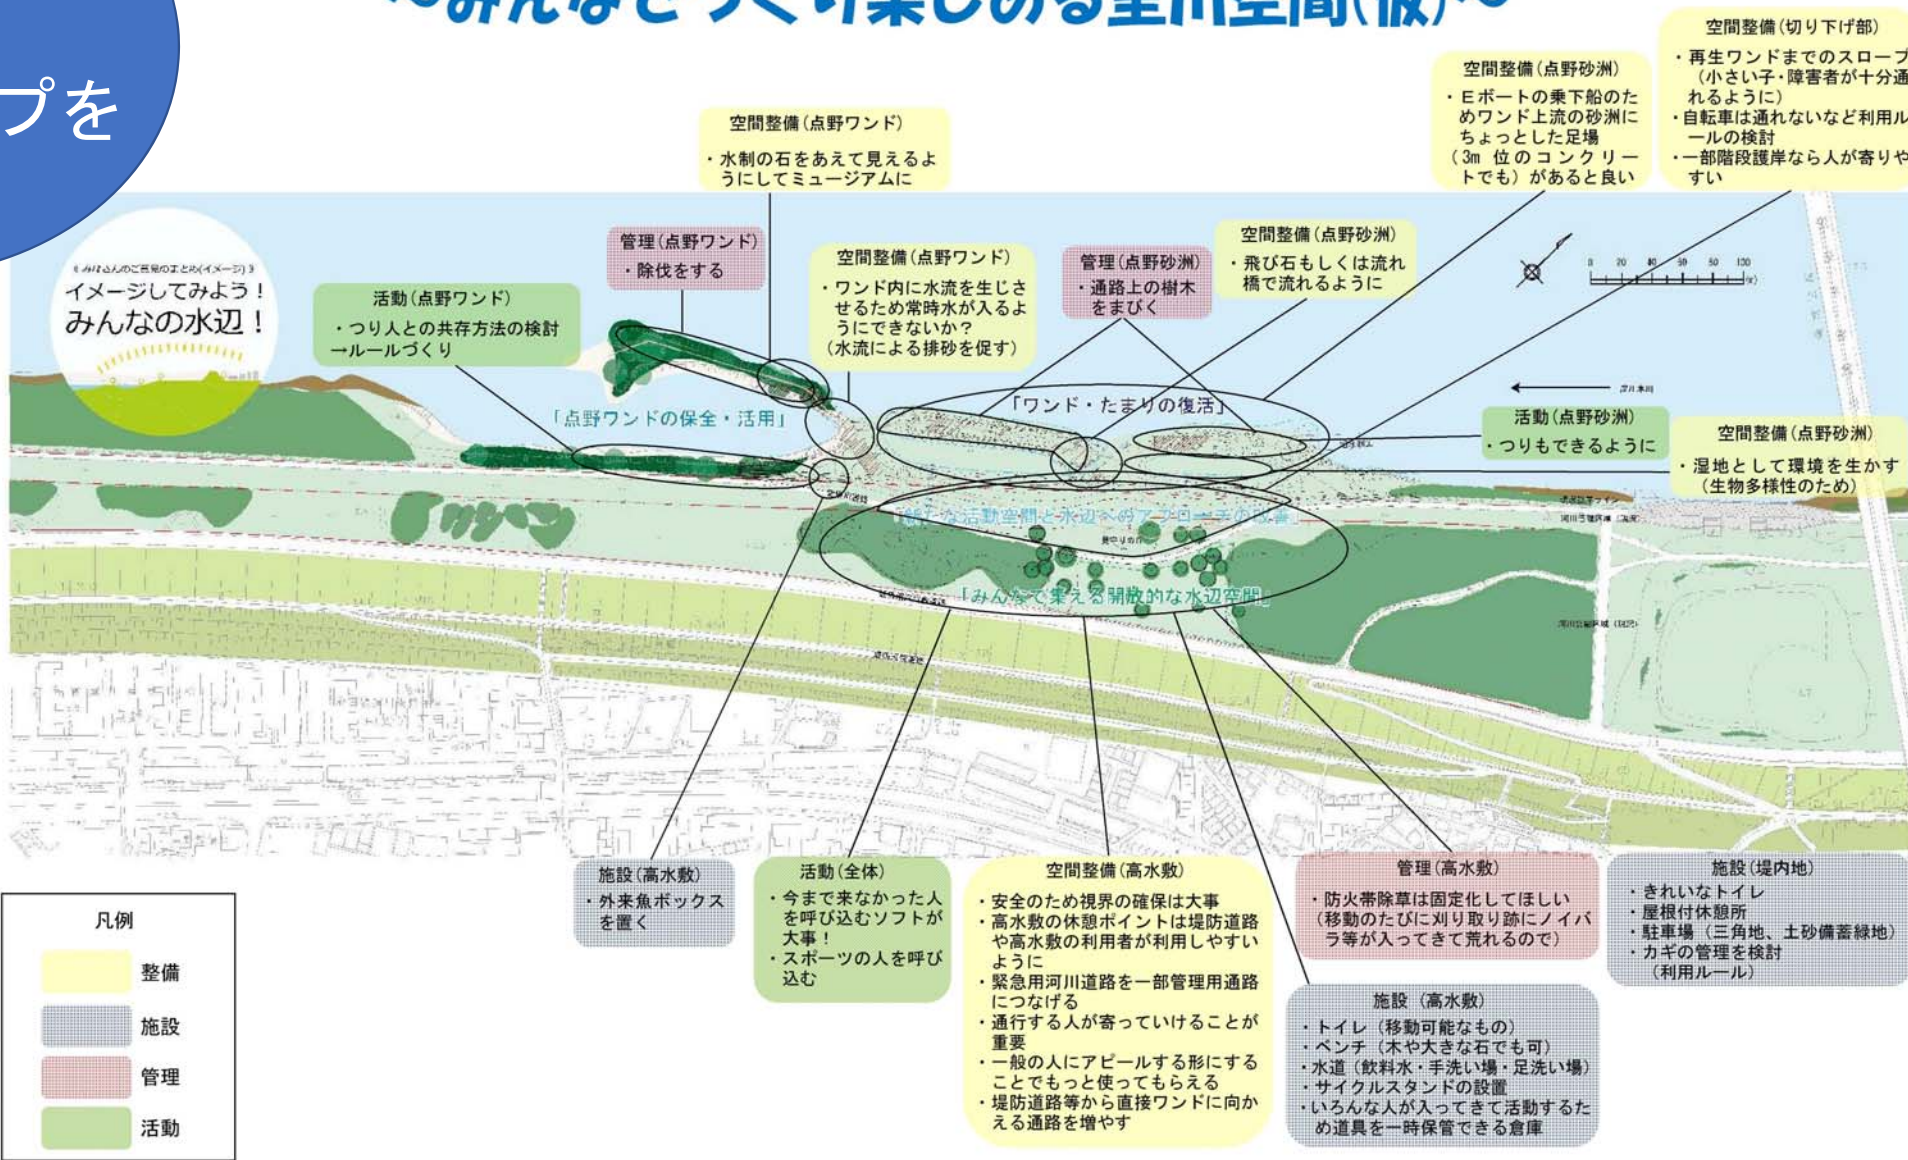 ～みんなでつくり楽しめる里川空間(仮)～
プを
イメージしてみよう！
みんなの水辺！
空間整備(点野ワンド)
・水制の石をあえて見えるよ
うにしてミュージアムに
空間整備(点野砂洲)
・Ｅボートの乗下船のた
めワンド上流の砂洲に
ちょっとした足場
(3m 位のコンクリー
トでも)があると良い
空間整備(切り下げ部)
・再生ワンドまでのスロープ
(小さい子・障害者が十分通
れるように)
・自転車は通れないなど利用ル
ールの検討
・一部階段護岸なら人が寄りや
すい
管理(点野ワンド)
・除伐をする
空間整備(点野ワンド)
・ワンド内に水流を生じさ
せるため常時水が入るよ
うにできないか？
(水流による排砂を促す)
管理(点野砂洲)
・通路上の樹木
をまびく
空間整備(点野砂洲)
・飛び石もしくは流れ
橋で流れるように
0 20 40 60 80 100
活動(点野ワンド)
・つり人との共存方法の検討
→ルールづくり
「点野ワンドの保全・活用」
「ワンド・たまりの復活」
活動(点野砂洲)
・つりもできるように
空間整備(点野砂洲)
・湿地として環境を生かす
(生物多様性のため)
「新たな活動空間と水辺へのアプローチの改善」
「みんなで集える開放的な水辺空間」
施設(高水敷)
・外来魚ボックス
を置く
活動(全体)
・今まで来なかった人
を呼び込むソフトが
大事！
・スポーツの人を呼び
込む
空間整備(高水敷)
・安全のため視界の確保は大事
・高水敷の休憩ポイントは堤防道路
や高水敷の利用者が利用しやすい
ように
・緊急用河川道路を一部管理用通路
につなげる
・通行する人が寄っていけることが
重要
・一般の人にアピールする形にする
ことでもっと使ってもらえる
・堤防道路等から直接ワンドに向か
える通路を増やす
管理(高水敷)
・防火帯除草は固定化してほしい
(移動のたびに刈り取り跡にノイバ
ラ等が入ってきて荒れるので)
施設(堤内地)
・きれいなトイレ
・屋根付休憩所
・駐車場（三角地、土砂備蓄緑地）
・カギの管理を検討
（利用ルール）
施設（高水敷）
・トイレ（移動可能なもの）
・ベンチ（木や大きな石でも可）
・水道（飲料水・手洗い場・足洗い場）
・サイクルスタンドの設置
・いろんな人が入ってきて活動するた
め道具を一時保管できる倉庫
凡例
整備
施設
管理
活動